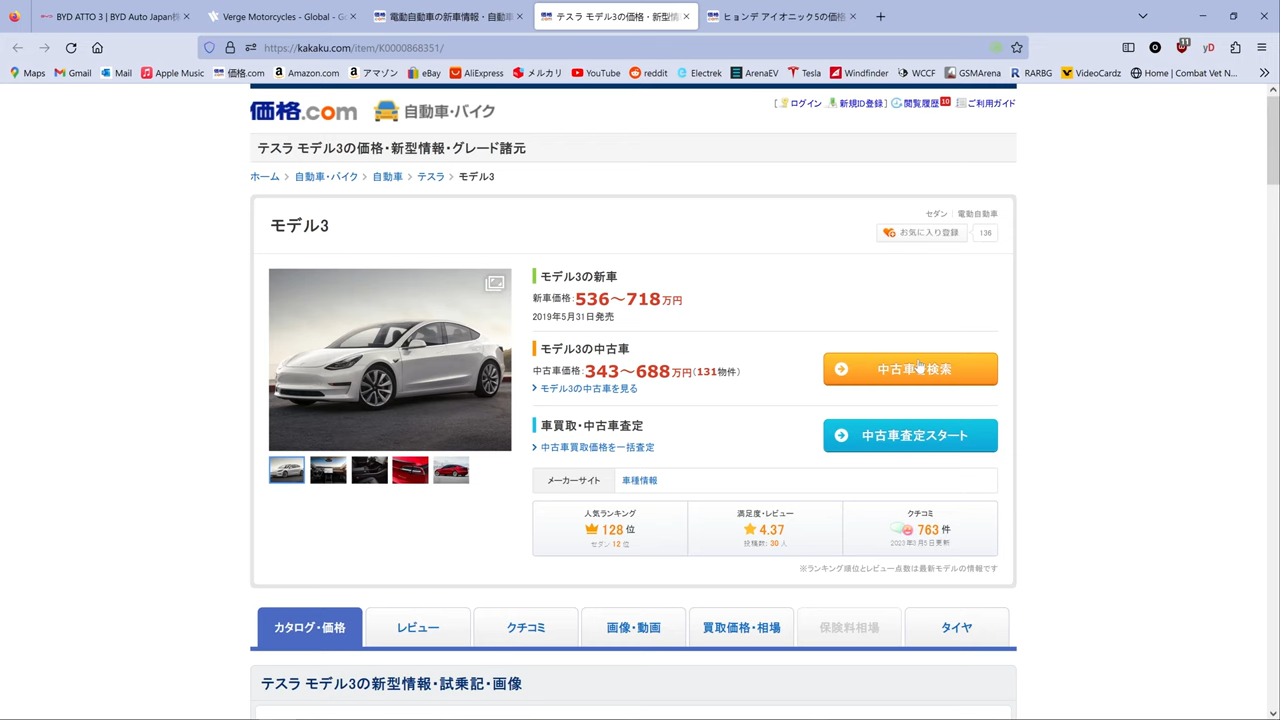 BYD ATTO 3 | BYD Auto Japan株
Verge Motorcycles - Global - Go
電動自動車の新車情報・自動車
テスラ モデル3の価格・新型情報
ヒョンデ アイオニック5の価格
https://kakaku.com/item/K0000868351/
11
yD
Maps
Gmail
Mail
Apple Music
価格.com
Amazon.com
アマゾン
eBay
AliExpress
メルカリ
YouTube
reddit
Electrek
ArenaEV
Tesla
Windfinder
WCCF
GSMArena
RARBG
VideoCardz
Home | Combat Vet N...
価格.com 自動車・バイク
[ ログイン 新規ID登録 ] 閲覧履歴 10 ご利用ガイド
テスラ モデル3の価格・新型情報・グレード諸元
ホーム > 自動車・バイク > 自動車 > テスラ > モデル3
セダン | 電動自動車
モデル3
お気に入り登録 136
モデル3の新車
新車価格:536〜718万円
2019年5月31日発売
モデル3の中古車
中古車価格:343〜688万円(131物件)
モデル3の中古車を見る
中古車 検索
車買取・中古車査定
中古車買取価格を一括査定
中古車査定スタート
メーカーサイト 車種情報
人気ランキング
128位
セダン 12 位
満足度・レビュー
4.37
投稿数: 30 人
クチコミ
763 件
※ランキング順位とレビュー点数は最新モデルの情報です
カタログ・価格
レビュー
クチコミ
画像・動画
買取価格・相場
保険料相場
タイヤ
テスラ モデル3の新型情報・試乗記・画像